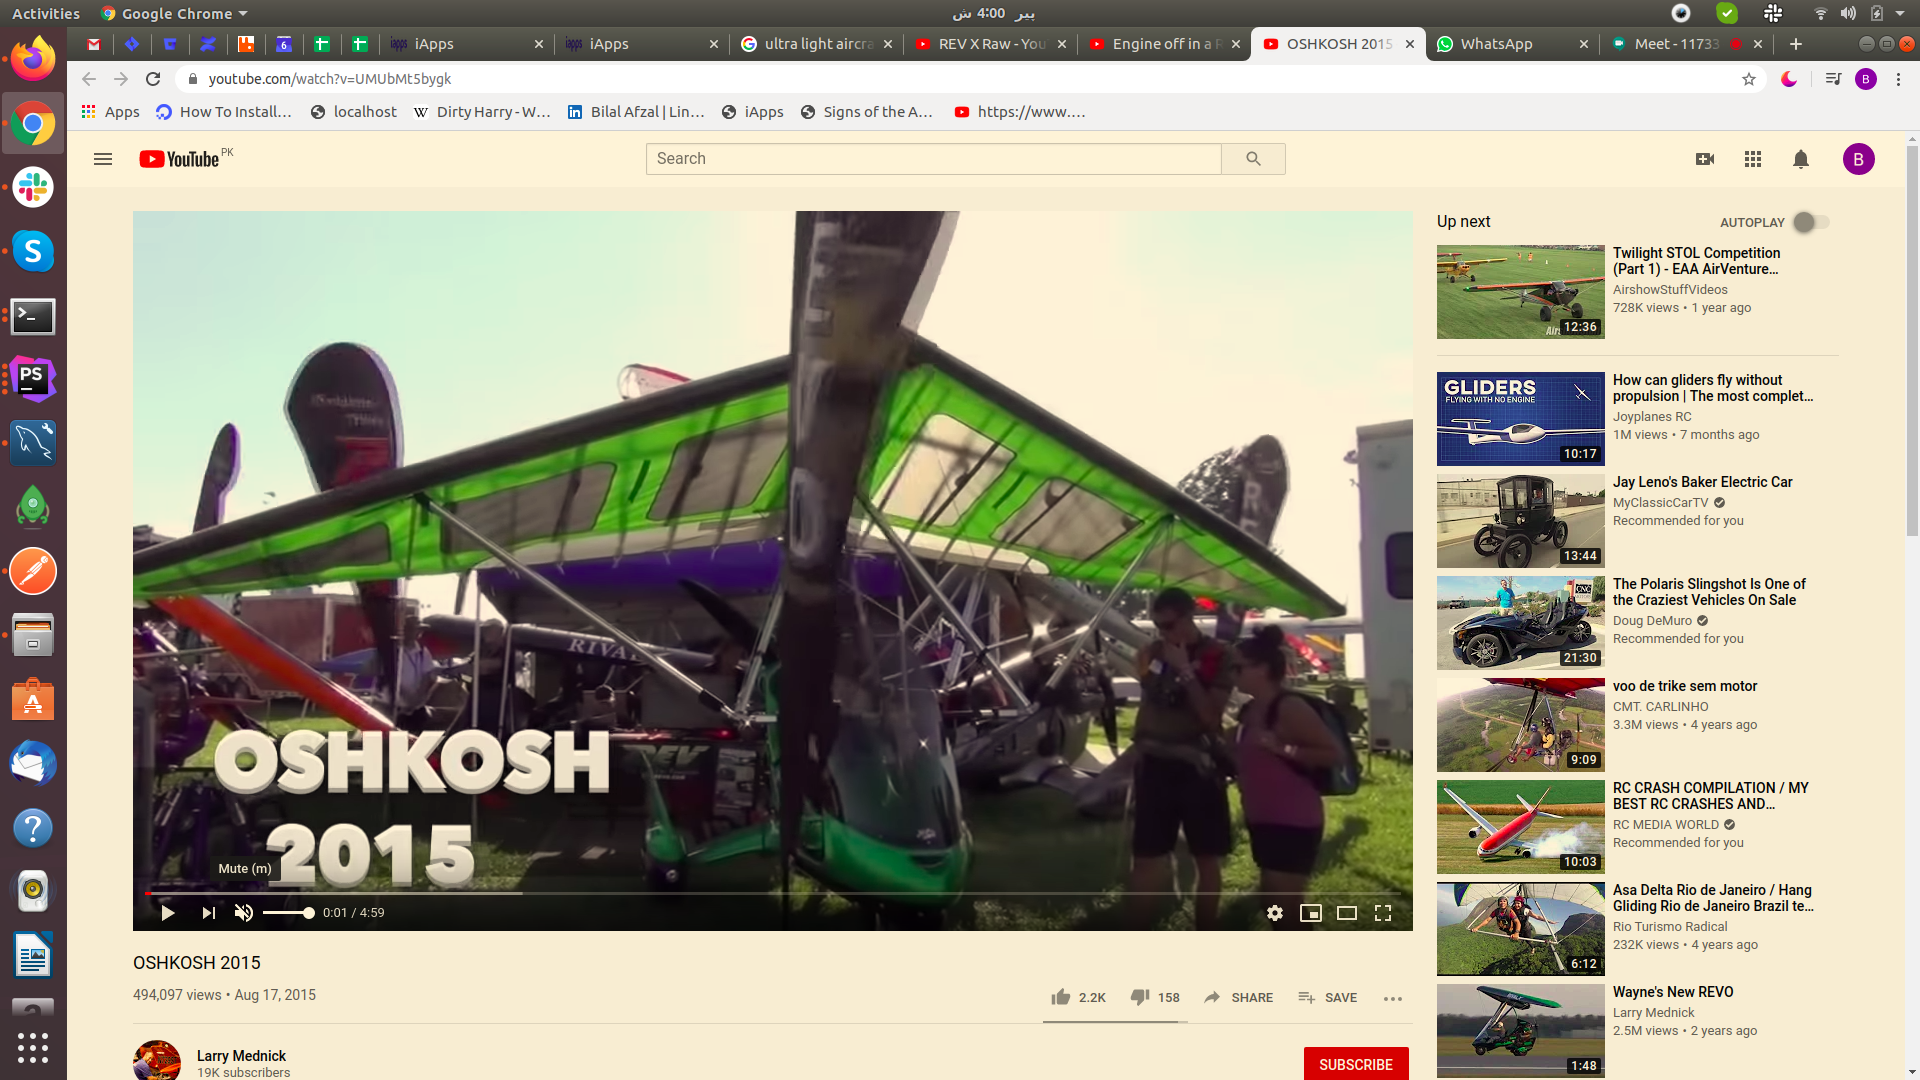 Activities
Google Chrome
پیر 4:00 ش
6
iapps iApps
iapps iApps
ultra light aircra
REV X Raw - You
Engine off in a R
OSHKOSH 2015
WhatsApp
Meet - 11733
youtube.com/watch?v=UMUbMt5bygk
B
Apps
How To Install...
localhost
W Dirty Harry - W...
in Bilal Afzal | Lin...
iApps
Signs of the A...
https://www....
YouTube PK
Search
B
RIVAL
OSHKOSH
2015
Mute (m)
0:01 / 4:59
OSHKOSH 2015
494,097 views • Aug 17, 2015
2.2K
158
SHARE
SAVE
Larry Mednick
19K subscribers
SUBSCRIBE
Up next
AUTOPLAY
Twilight STOL Competition
(Part 1) - EAA AirVenture...
AirshowStuffVideos
728K views • 1 year ago
12:36
GLIDERS
FLYING WITH NO ENGINE
10:17
How can gliders fly without
propulsion | The most complet...
Joyplanes RC
1M views • 7 months ago
Jay Leno's Baker Electric Car
MyClassicCarTV
Recommended for you
13:44
The Polaris Slingshot Is One of
the Craziest Vehicles On Sale
Doug DeMuro
Recommended for you
21:30
voo de trike sem motor
CMT. CARLINHO
3.3M views • 4 years ago
9:09
RC CRASH COMPILATION / MY
BEST RC CRASHES AND...
RC MEDIA WORLD
Recommended for you
10:03
Asa Delta Rio de Janeiro / Hang
Gliding Rio de Janeiro Brazil te...
Rio Turismo Radical
232K views • 4 years ago
6:12
Wayne's New REVO
Larry Mednick
2.5M views • 2 years ago
1:48
S
PS